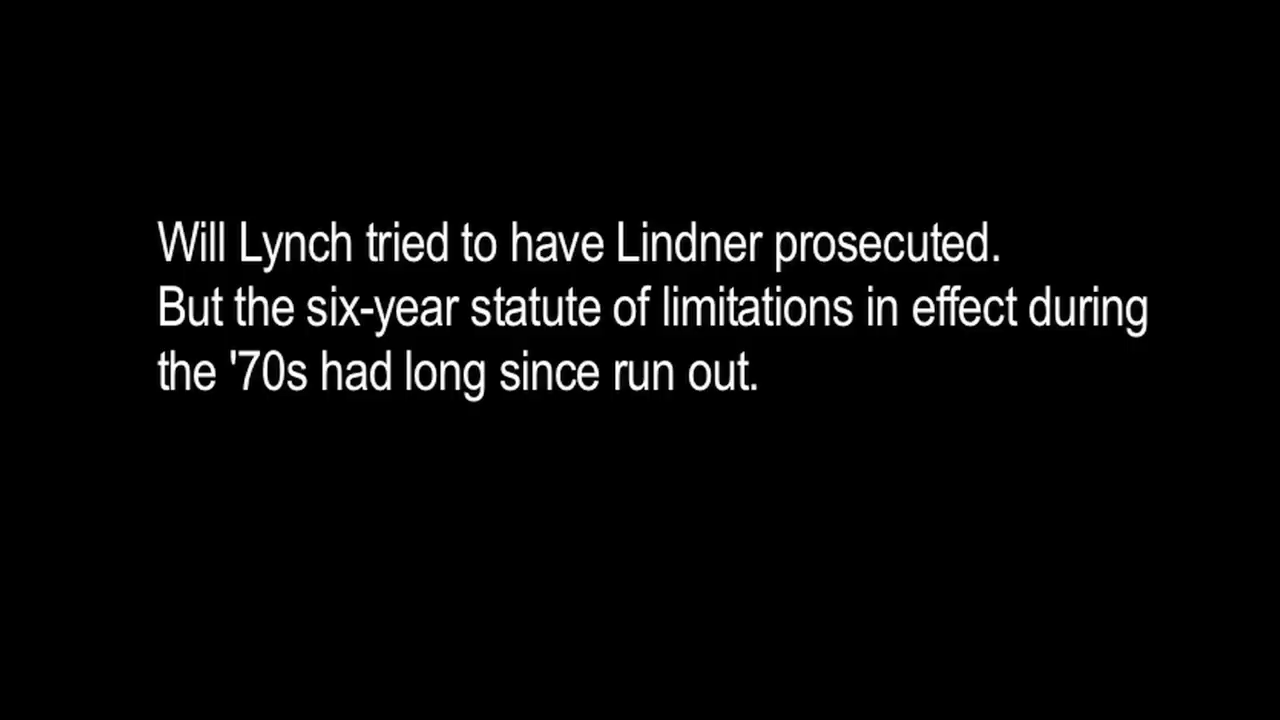 Will Lynch tried to have Lindner prosecuted.
But the six-year statute of limitations in effect during
the '70s had long since run out.